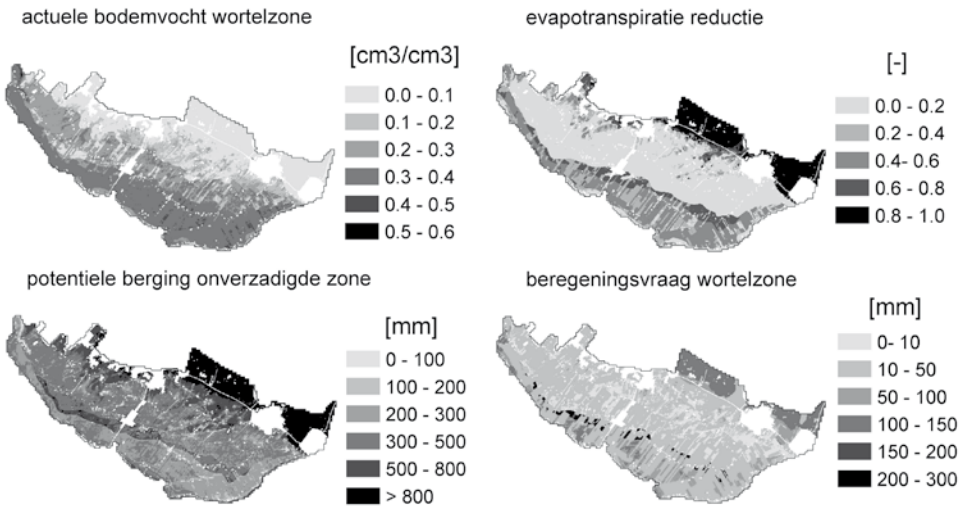 actuele bodemvocht wortelzone
[cm3/cm3]
0.0 - 0.1
0.1 - 0.2
0.2 - 0.3
0.3 - 0.4
0.4 - 0.5
0.5 - 0.6
evapotranspiratie reductie
[-]
0.0 - 0.2
0.2 - 0.4
0.4- 0.6
0.6 - 0.8
0.8 - 1.0
potentiele berging onverzadigde zone
[mm]
0 - 100
100 - 200
200 - 300
300 - 500
500 - 800
> 800
beregeningsvraag wortelzone
[mm]
0- 10
10 - 50
50 - 100
100 - 150
150 - 200
200 - 300